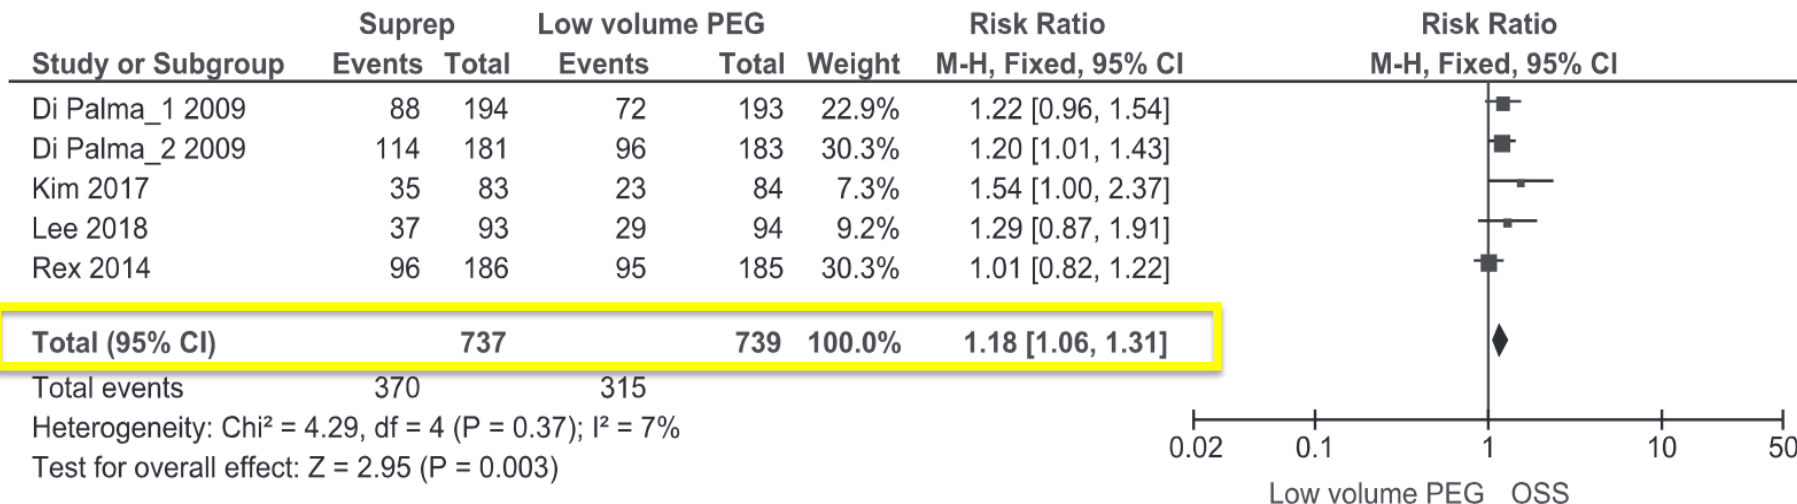 Suprep Low volume PEG Risk Ratio Risk Ratio
Study or Subgroup Events Total Events Total Weight M-H, Fixed, 95% CI M-H, Fixed, 95% CI
Di Palma_1 2009 88 194 72 193 22.9% 1.22 [0.96, 1.54]
Di Palma_2 2009 114 181 96 183 30.3% 1.20 [1.01, 1.43]
Kim 2017 35 83 23 84 7.3% 1.54 [1.00, 2.37]
Lee 2018 37 93 29 94 9.2% 1.29 [0.87, 1.91]
Rex 2014 96 186 95 185 30.3% 1.01 [0.82, 1.22]
Total (95% CI) 737 739 100.0% 1.18 [1.06, 1.31]
Total events 370 315
Heterogeneity: Chi² = 4.29, df = 4 (P = 0.37); I² = 7%
Test for overall effect: Z = 2.95 (P = 0.003)
0.02 0.1 1 10 50
Low volume PEG OSS